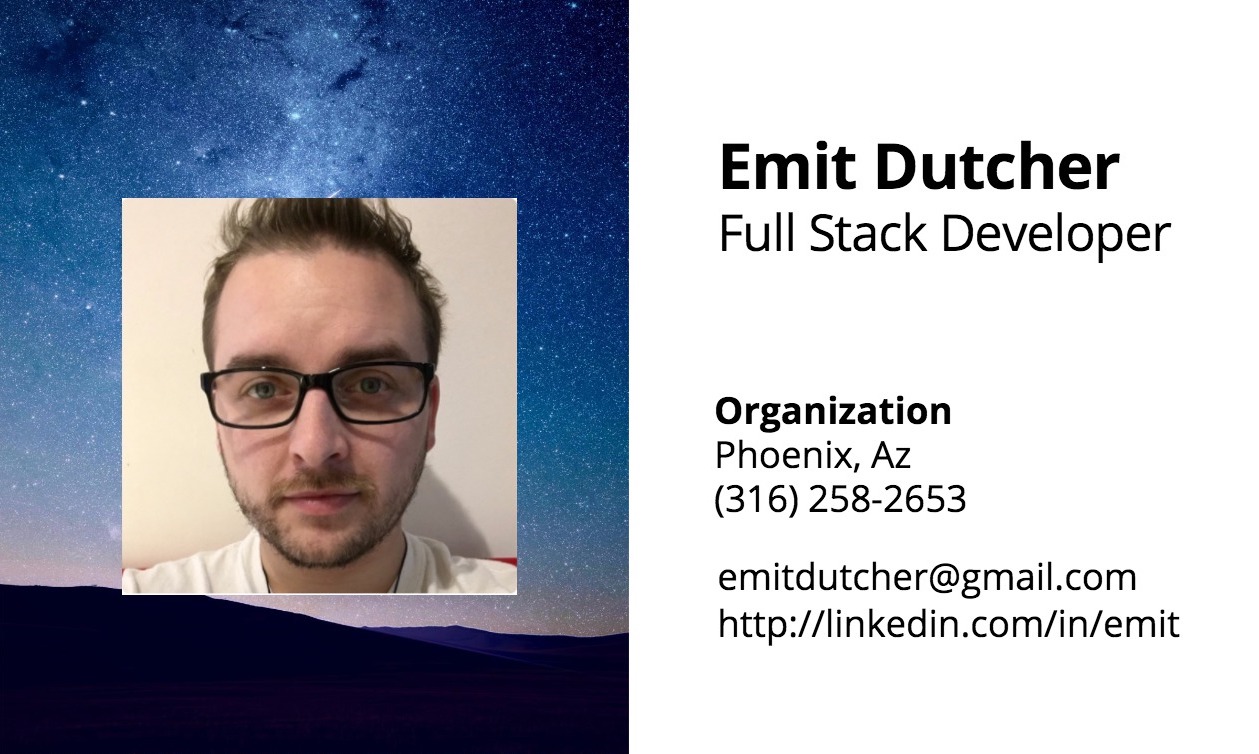 Emit Dutcher
Full Stack Developer
Organization
Phoenix, Az
(316) 258-2653
emitdutcher@gmail.com
http://linkedin.com/in/emit